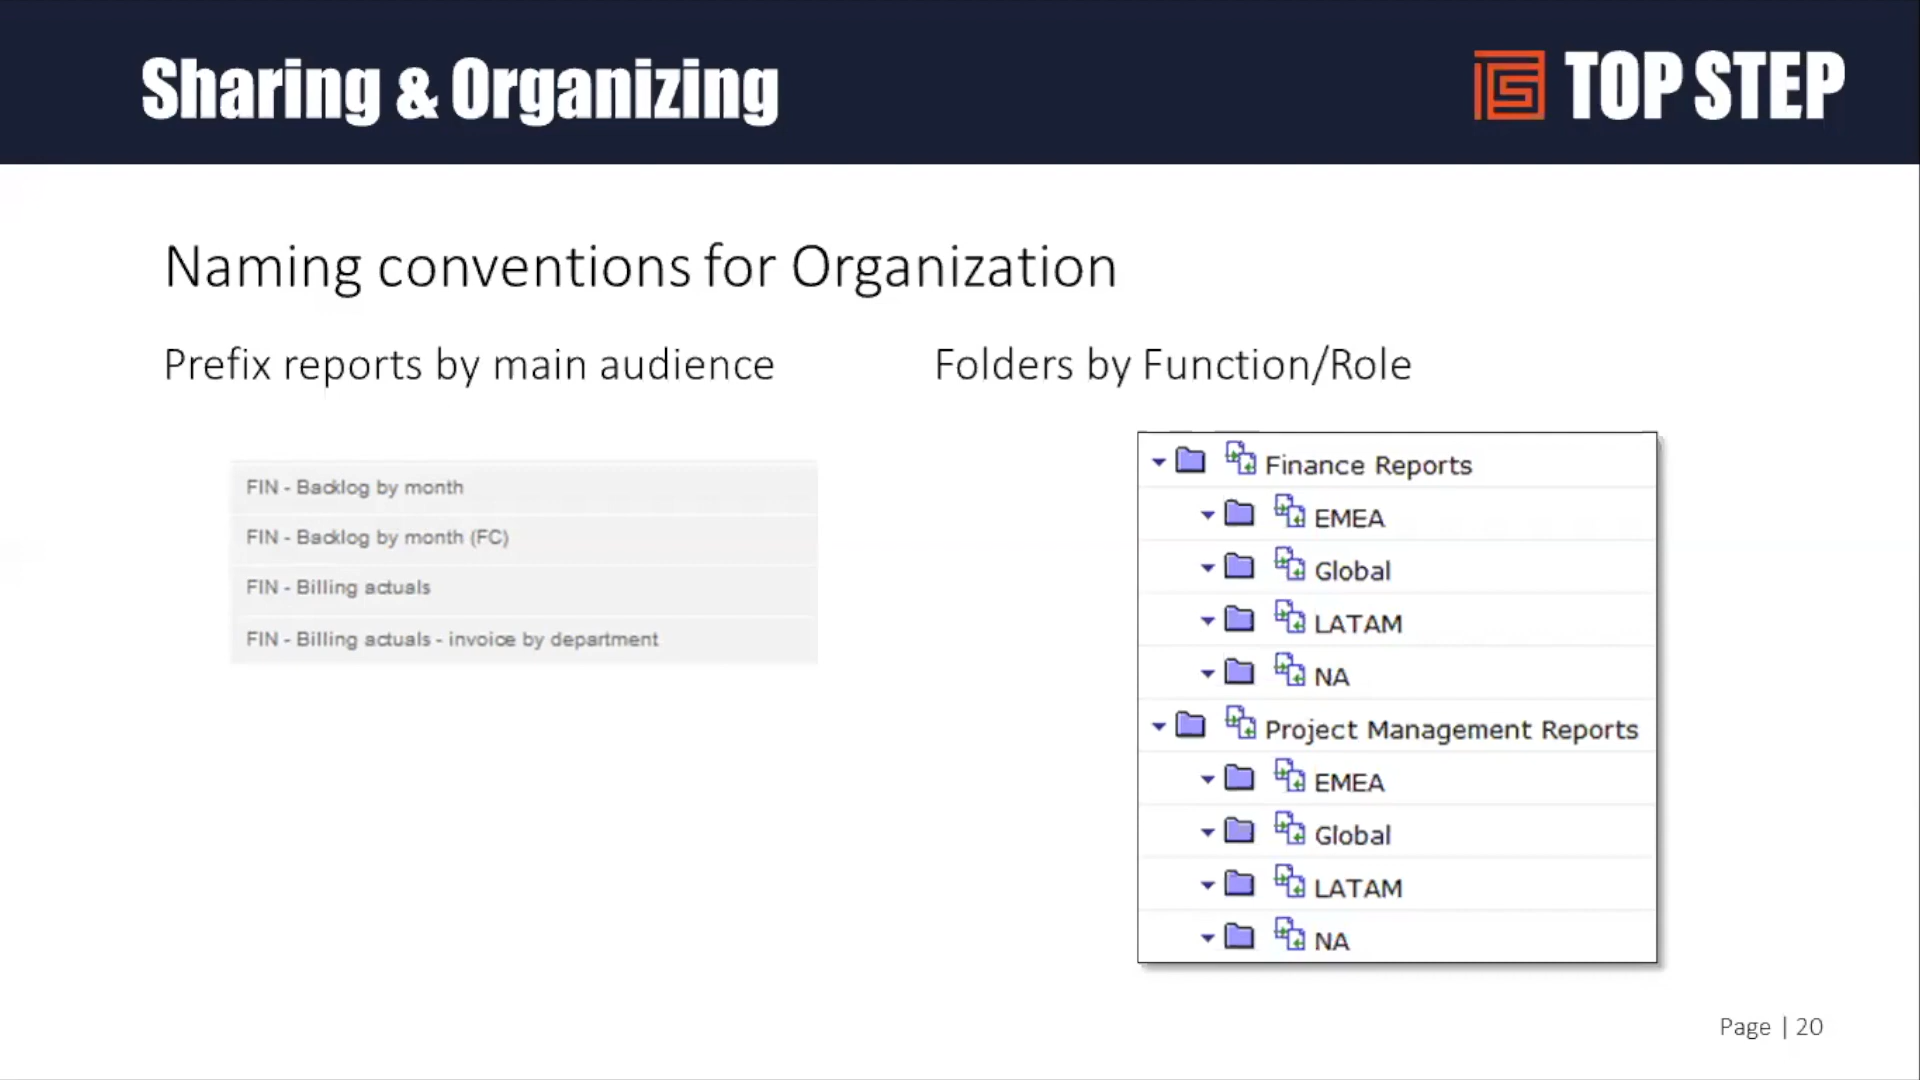 Sharing & Organizing
TOP STEP
Naming conventions for Organization
Prefix reports by main audience
FIN - Backlog by month
FIN - Backlog by month (FC)
FIN - Billing actuals
FIN - Billing actuals - invoice by department
Folders by Function/Role
Finance Reports
EMEA
Global
LATAM
NA
Project Management Reports
EMEA
Global
LATAM
NA
Page | 20